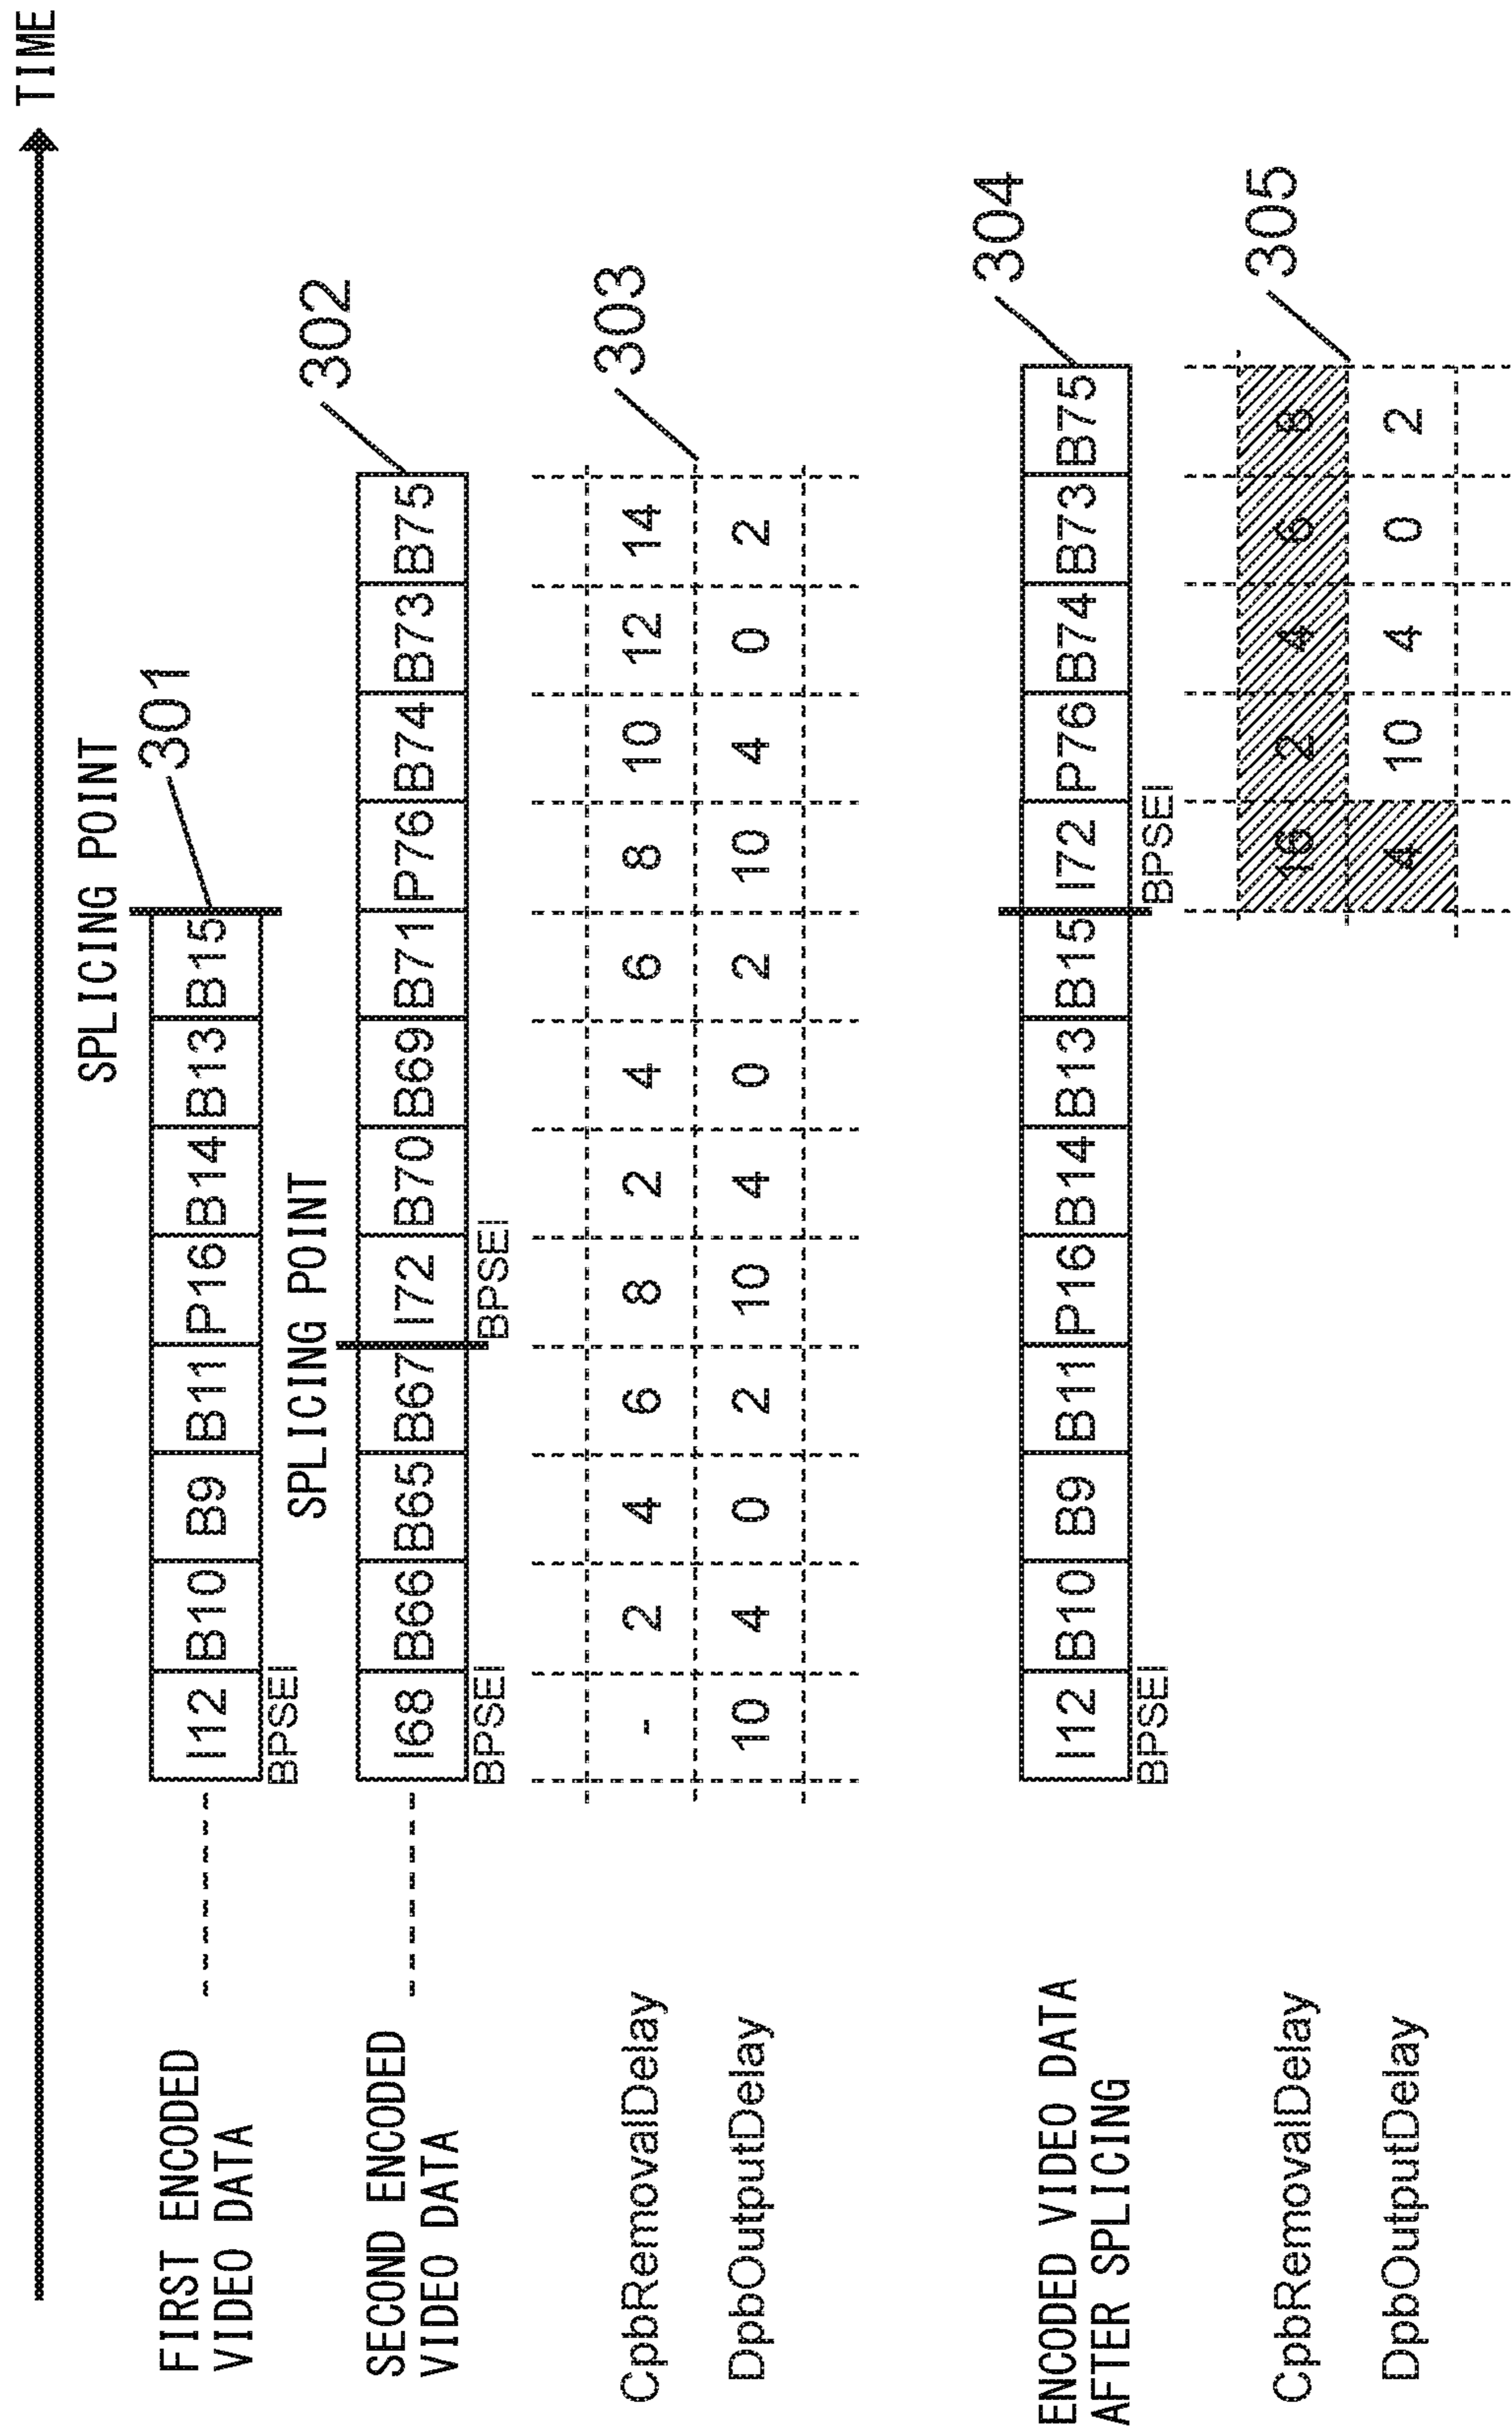 TIME
SPLICING POINT
301
FIRST ENCODED
VIDEO DATA
I12 B10 B9 B11 P16 B14 B13 B15
BPSEI
SPLICING POINT
302
SECOND ENCODED
VIDEO DATA
I68 B66 B65 B67 I72 B70 B69 B71 P76 B74 B73 B75
BPSEI BPSEI
303
CpbRemovalDelay - 2 4 6 8 2 4 6 8 10 12 14
DpbOutputDelay 10 4 0 2 10 4 0 2 10 4 0 2
304
ENCODED VIDEO DATA
AFTER SPLICING
I12 B10 B9 B11 P16 B14 B13 B15 I72 P76 B74 B73 B75
BPSEI BPSEI
305
CpbRemovalDelay 16 2 4 6 8
DpbOutputDelay 4 10 4 0 2